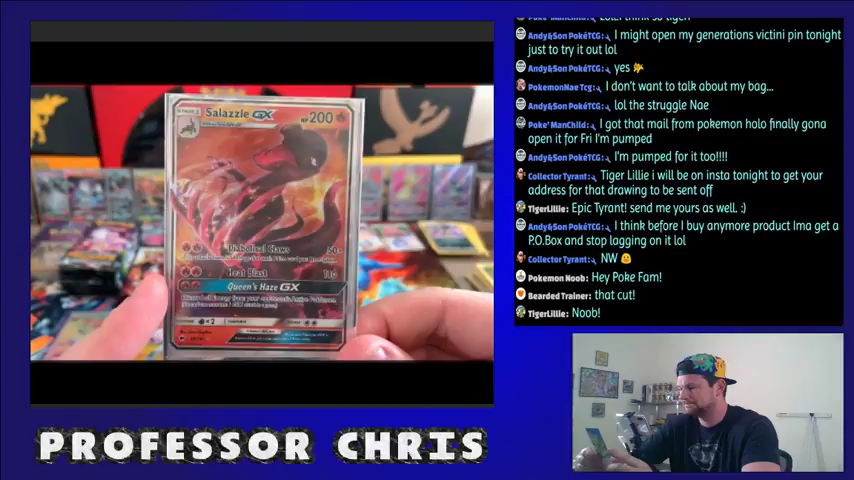 Salazzle GX
HP 200
Diabolical Claws 50+
Heat Blast 110
Queen's Haze GX
×2
PROFESSOR CHRIS
Andy&Son PokéTCG: I might open my generations victini pin tonight
just to try it out lol
Andy&Son PokéTCG: yes
PokemonNae Tcg: I don't want to talk about my bag...
Andy&Son PokéTCG: lol the struggle Nae
Poke' ManChild: I got that mail from pokemon holo finally gona
open it for Fri I'm pumped
Andy&Son PokéTCG: I'm pumped for it too!!!!
CollectorTyrant: Tiger Lillie i will be on insta tonight to get your
address for that drawing to be sent off
TigerLillie: Epic Tyrant! send me yours as well. :)
Andy&Son PokéTCG: I think before I buy anymore product Ima get a
P.O.Box and stop lagging on it lol
CollectorTyrant: NW
Pokemon Noob: Hey Poke Fam!
Bearded Trainer: that cut!
TigerLillie: Noob!